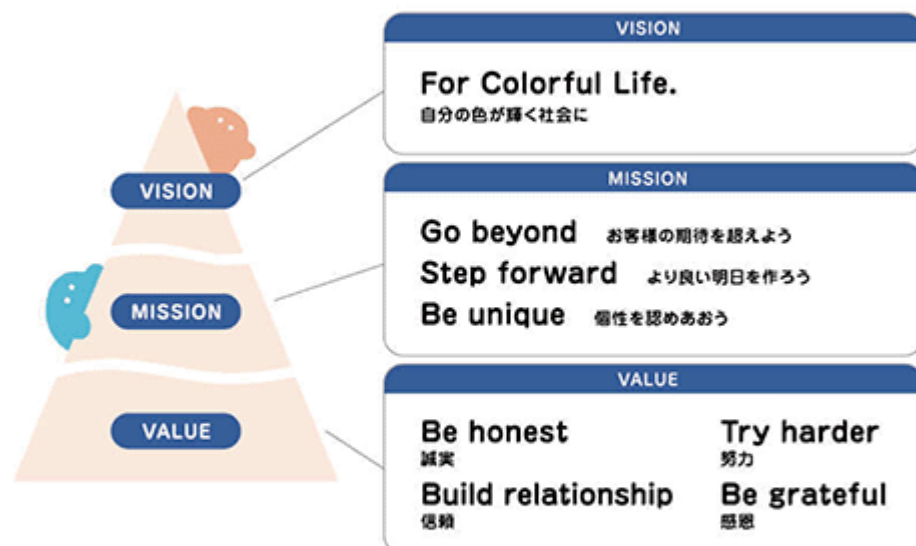 VISION
For Colorful Life.
自分の色が輝く社会に
VISION
MISSION
Go beyond お客様の期待を超えよう
Step forward より良い明日を作ろう
Be unique 個性を認めあおう
MISSION
VALUE
Be honest Try harder
誠実 努力
Build relationship Be grateful
信頼 感恩
VALUE